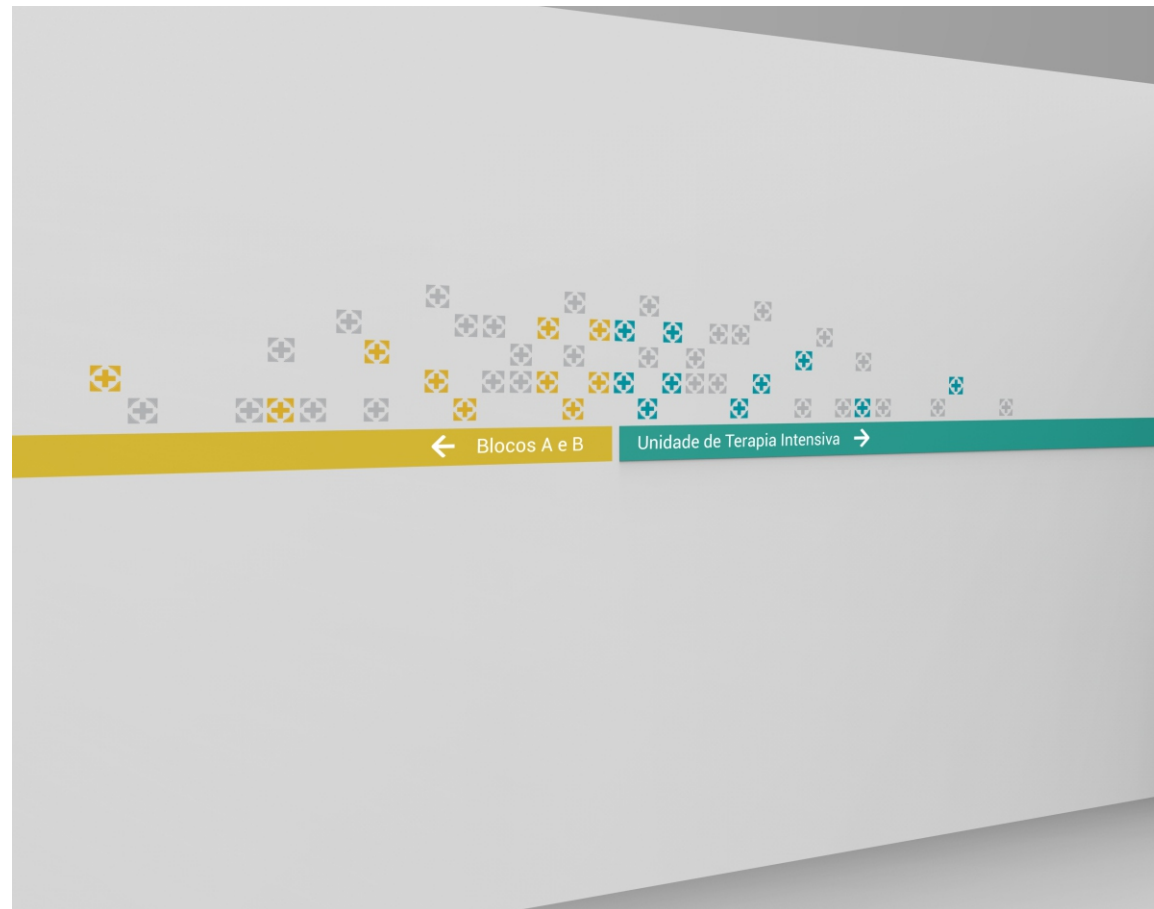 ← Blocos A e B
Unidade de Terapia Intensiva →